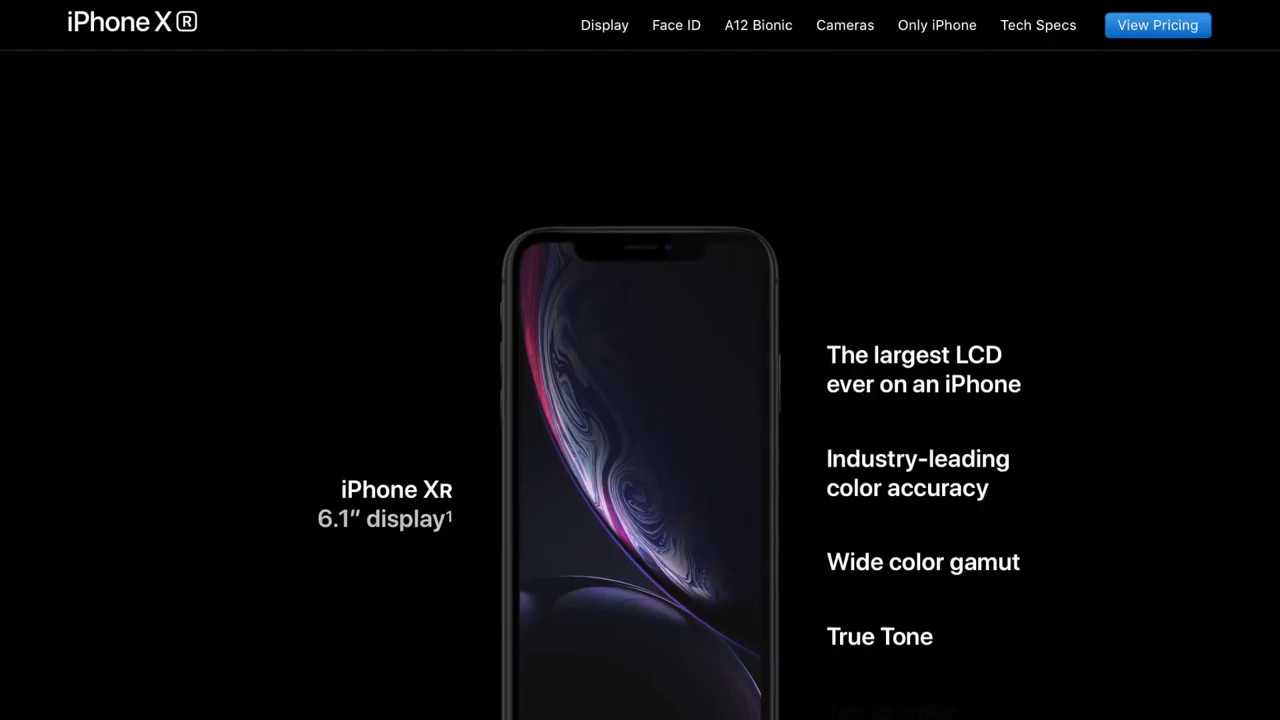 iPhone XR
Display
Face ID
A12 Bionic
Cameras
Only iPhone
Tech Specs
View Pricing
The largest LCD
ever on an iPhone
Industry-leading
color accuracy
iPhone XR
6.1″ display¹
Wide color gamut
True Tone